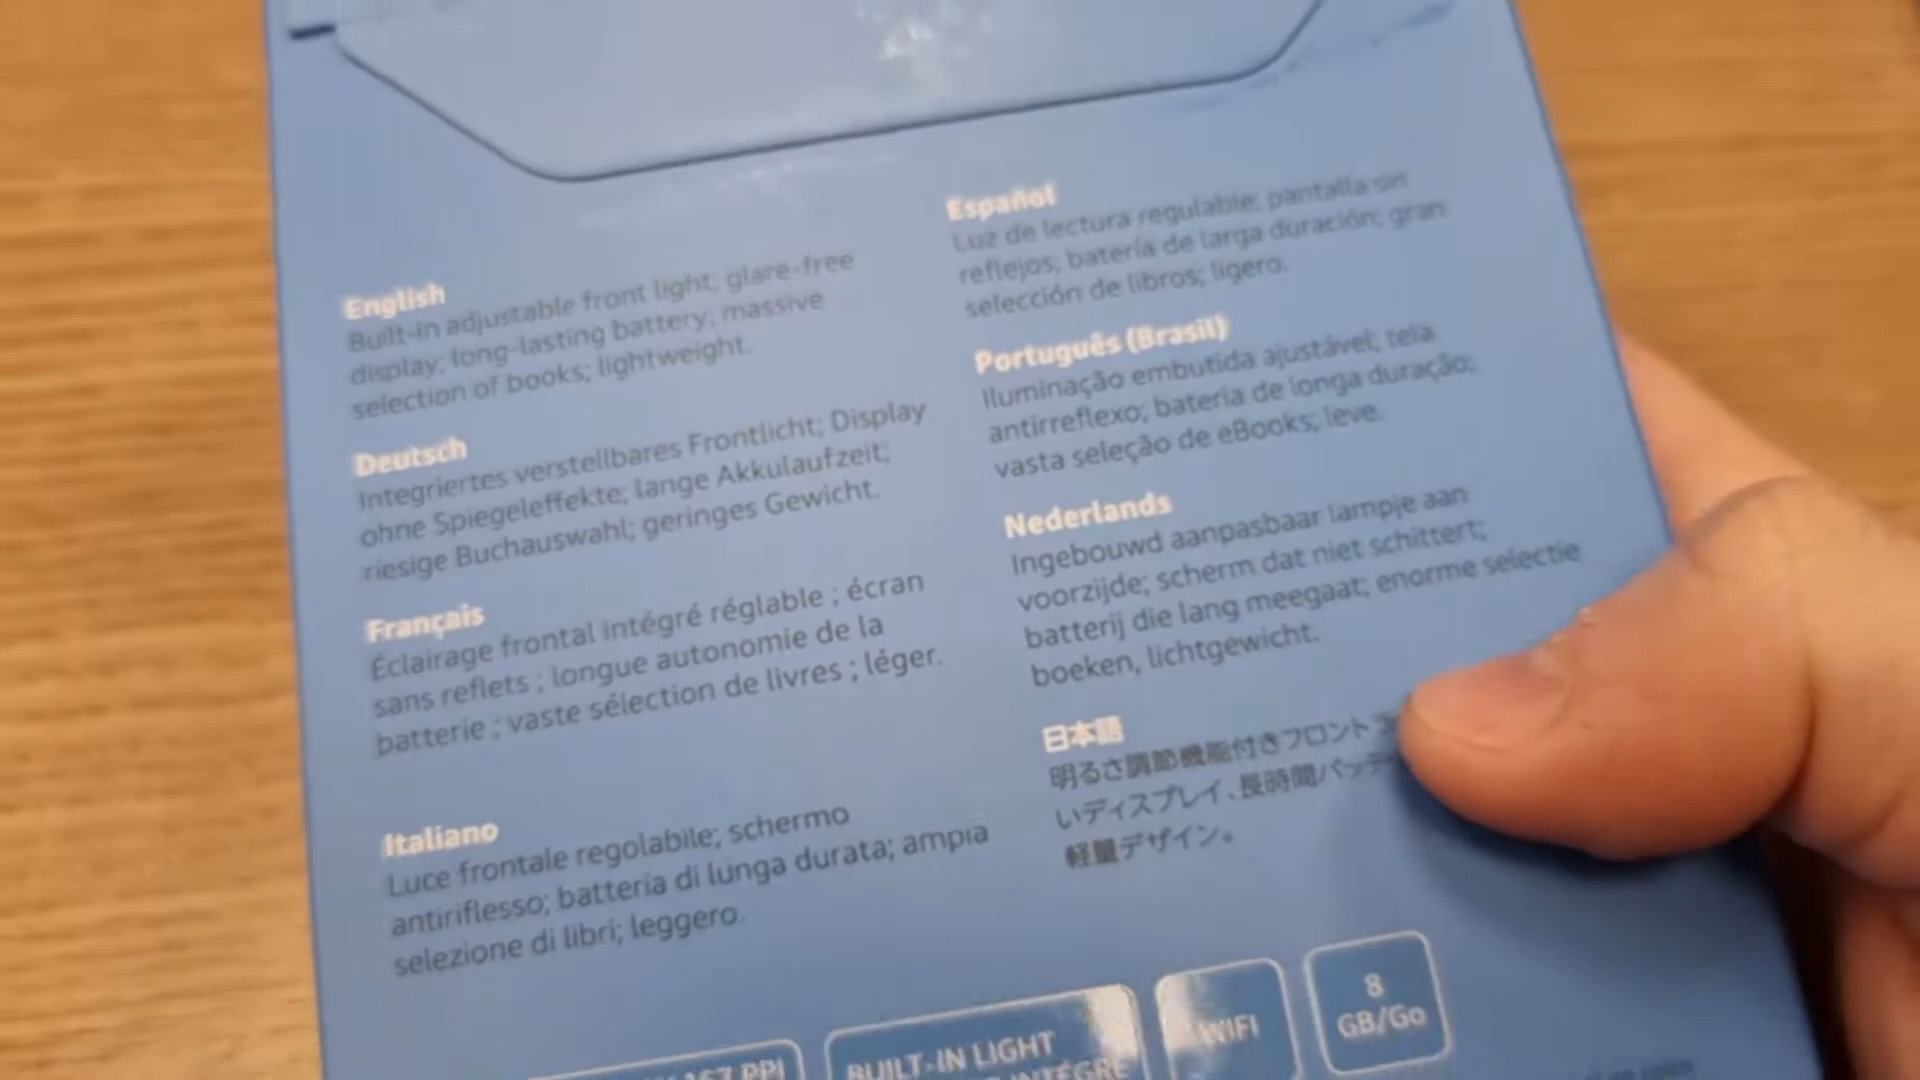 English
Built-in adjustable front light; glare-free
display; long-lasting battery; massive
selection of books; lightweight.
Deutsch
Integriertes verstellbares Frontlicht; Display
ohne Spiegeleffekte; lange Akkulaufzeit;
riesige Buchauswahl; geringes Gewicht.
Français
Éclairage frontal intégré réglable ; écran
sans reflets ; longue autonomie de la
batterie ; vaste sélection de livres ; léger.
Italiano
Luce frontale regolabile; schermo
antiriflesso; batteria di lunga durata; ampia
selezione di libri; leggero.
Español
Luz de lectura regulable; pantalla sin
reflejos; batería de larga duración; gran
selección de libros; ligero.
Português (Brasil)
Iluminação embutida ajustável; tela
antirreflexo; bateria de longa duração;
vasta seleção de eBooks; leve.
Nederlands
Ingebouwd aanpasbaar lampje aan
voorzijde; scherm dat niet schittert;
batterij die lang meegaat; enorme selectie
boeken, lichtgewicht.
日本語
明るさ調節機能付きフロント
いディスプレイ、長時間バッテ
軽量デザイン。
167 PPI
BUILT-IN LIGHT
INTÉGRÉ
WIFI
8
GB/Go